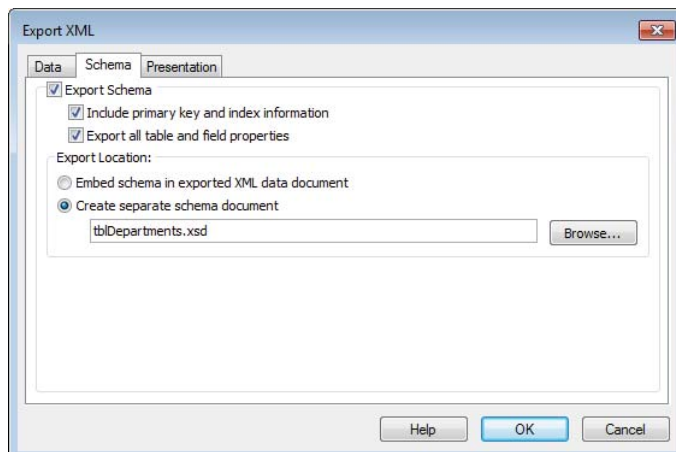 Export XML
Data Schema Presentation
Export Schema
Include primary key and index information
Export all table and field properties
Export Location:
Embed schema in exported XML data document
Create separate schema document
tblDepartments.xsd Browse...
Help OK Cancel